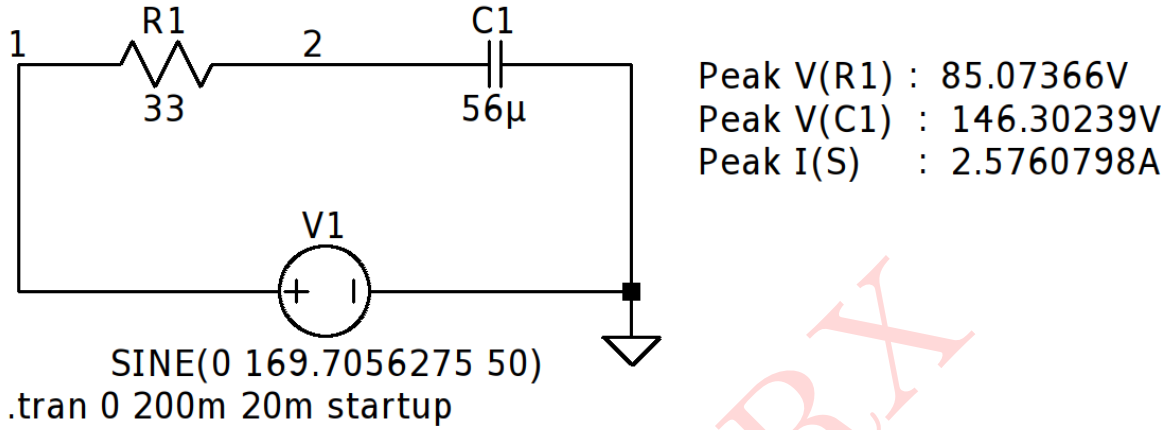 R1
C1
1
2
33
56µ
Peak V(R1) : 85.07366V
Peak V(C1) : 146.30239V
Peak I(S) : 2.5760798A
V1
SINE(0 169.7056275 50)
.tran 0 200m 20m startup